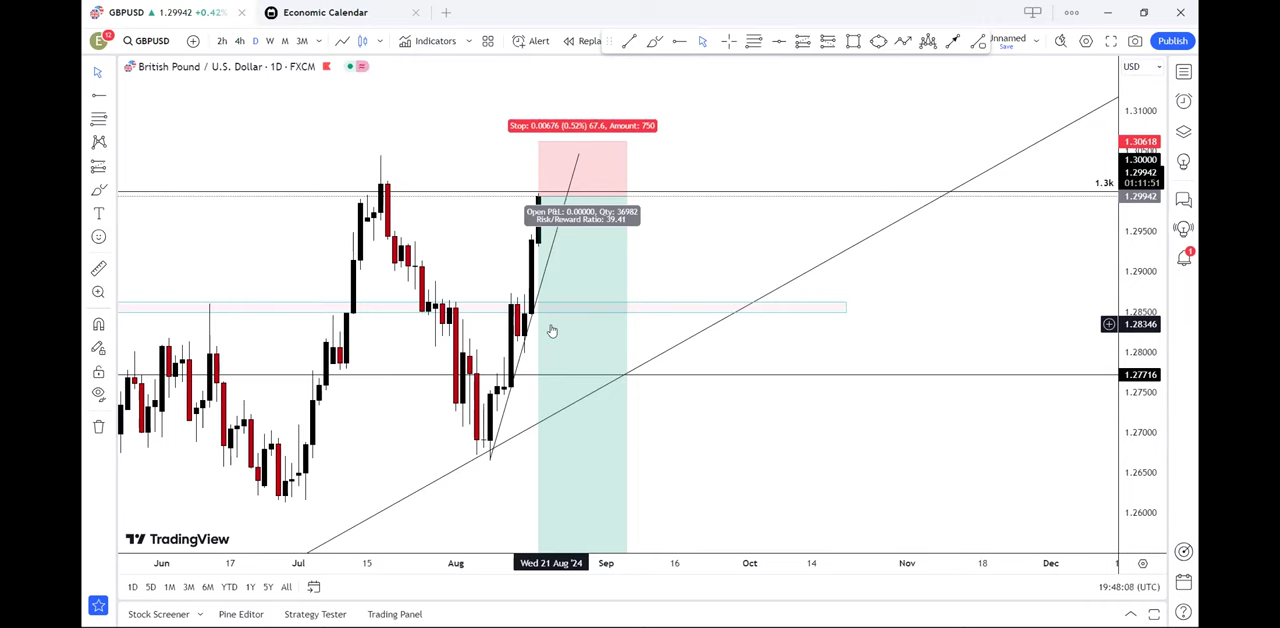 GBPUSD ▲ 1.29942 +0.42%
Economic Calendar
E 12
GBPUSD 2h 4h D W M 3M Indicators Alert Repla Unnamed Save Publish
British Pound / U.S. Dollar · 1D · FXCM
USD
Stop: 0.00676 (0.52%) 67.6, Amount: 750
1.31000
1.30618
1.30000
1.3k
1.29942
01:11:51
1.29942
Open P&L: 0.00000, Qty: 36982
Risk/Reward Ratio: 39.41
1.29500
1.29000
1.28500
1.28346
1.28000
1.27716
1.27500
1.27000
1.26500
1.26000
TradingView
Jun 17 Jul 15 Aug Wed 21 Aug '24 Sep 16 Oct 14 Nov 18 Dec
1D 5D 1M 3M 6M YTD 1Y 5Y All
19:48:08 (UTC)
Stock Screener Pine Editor Strategy Tester Trading Panel